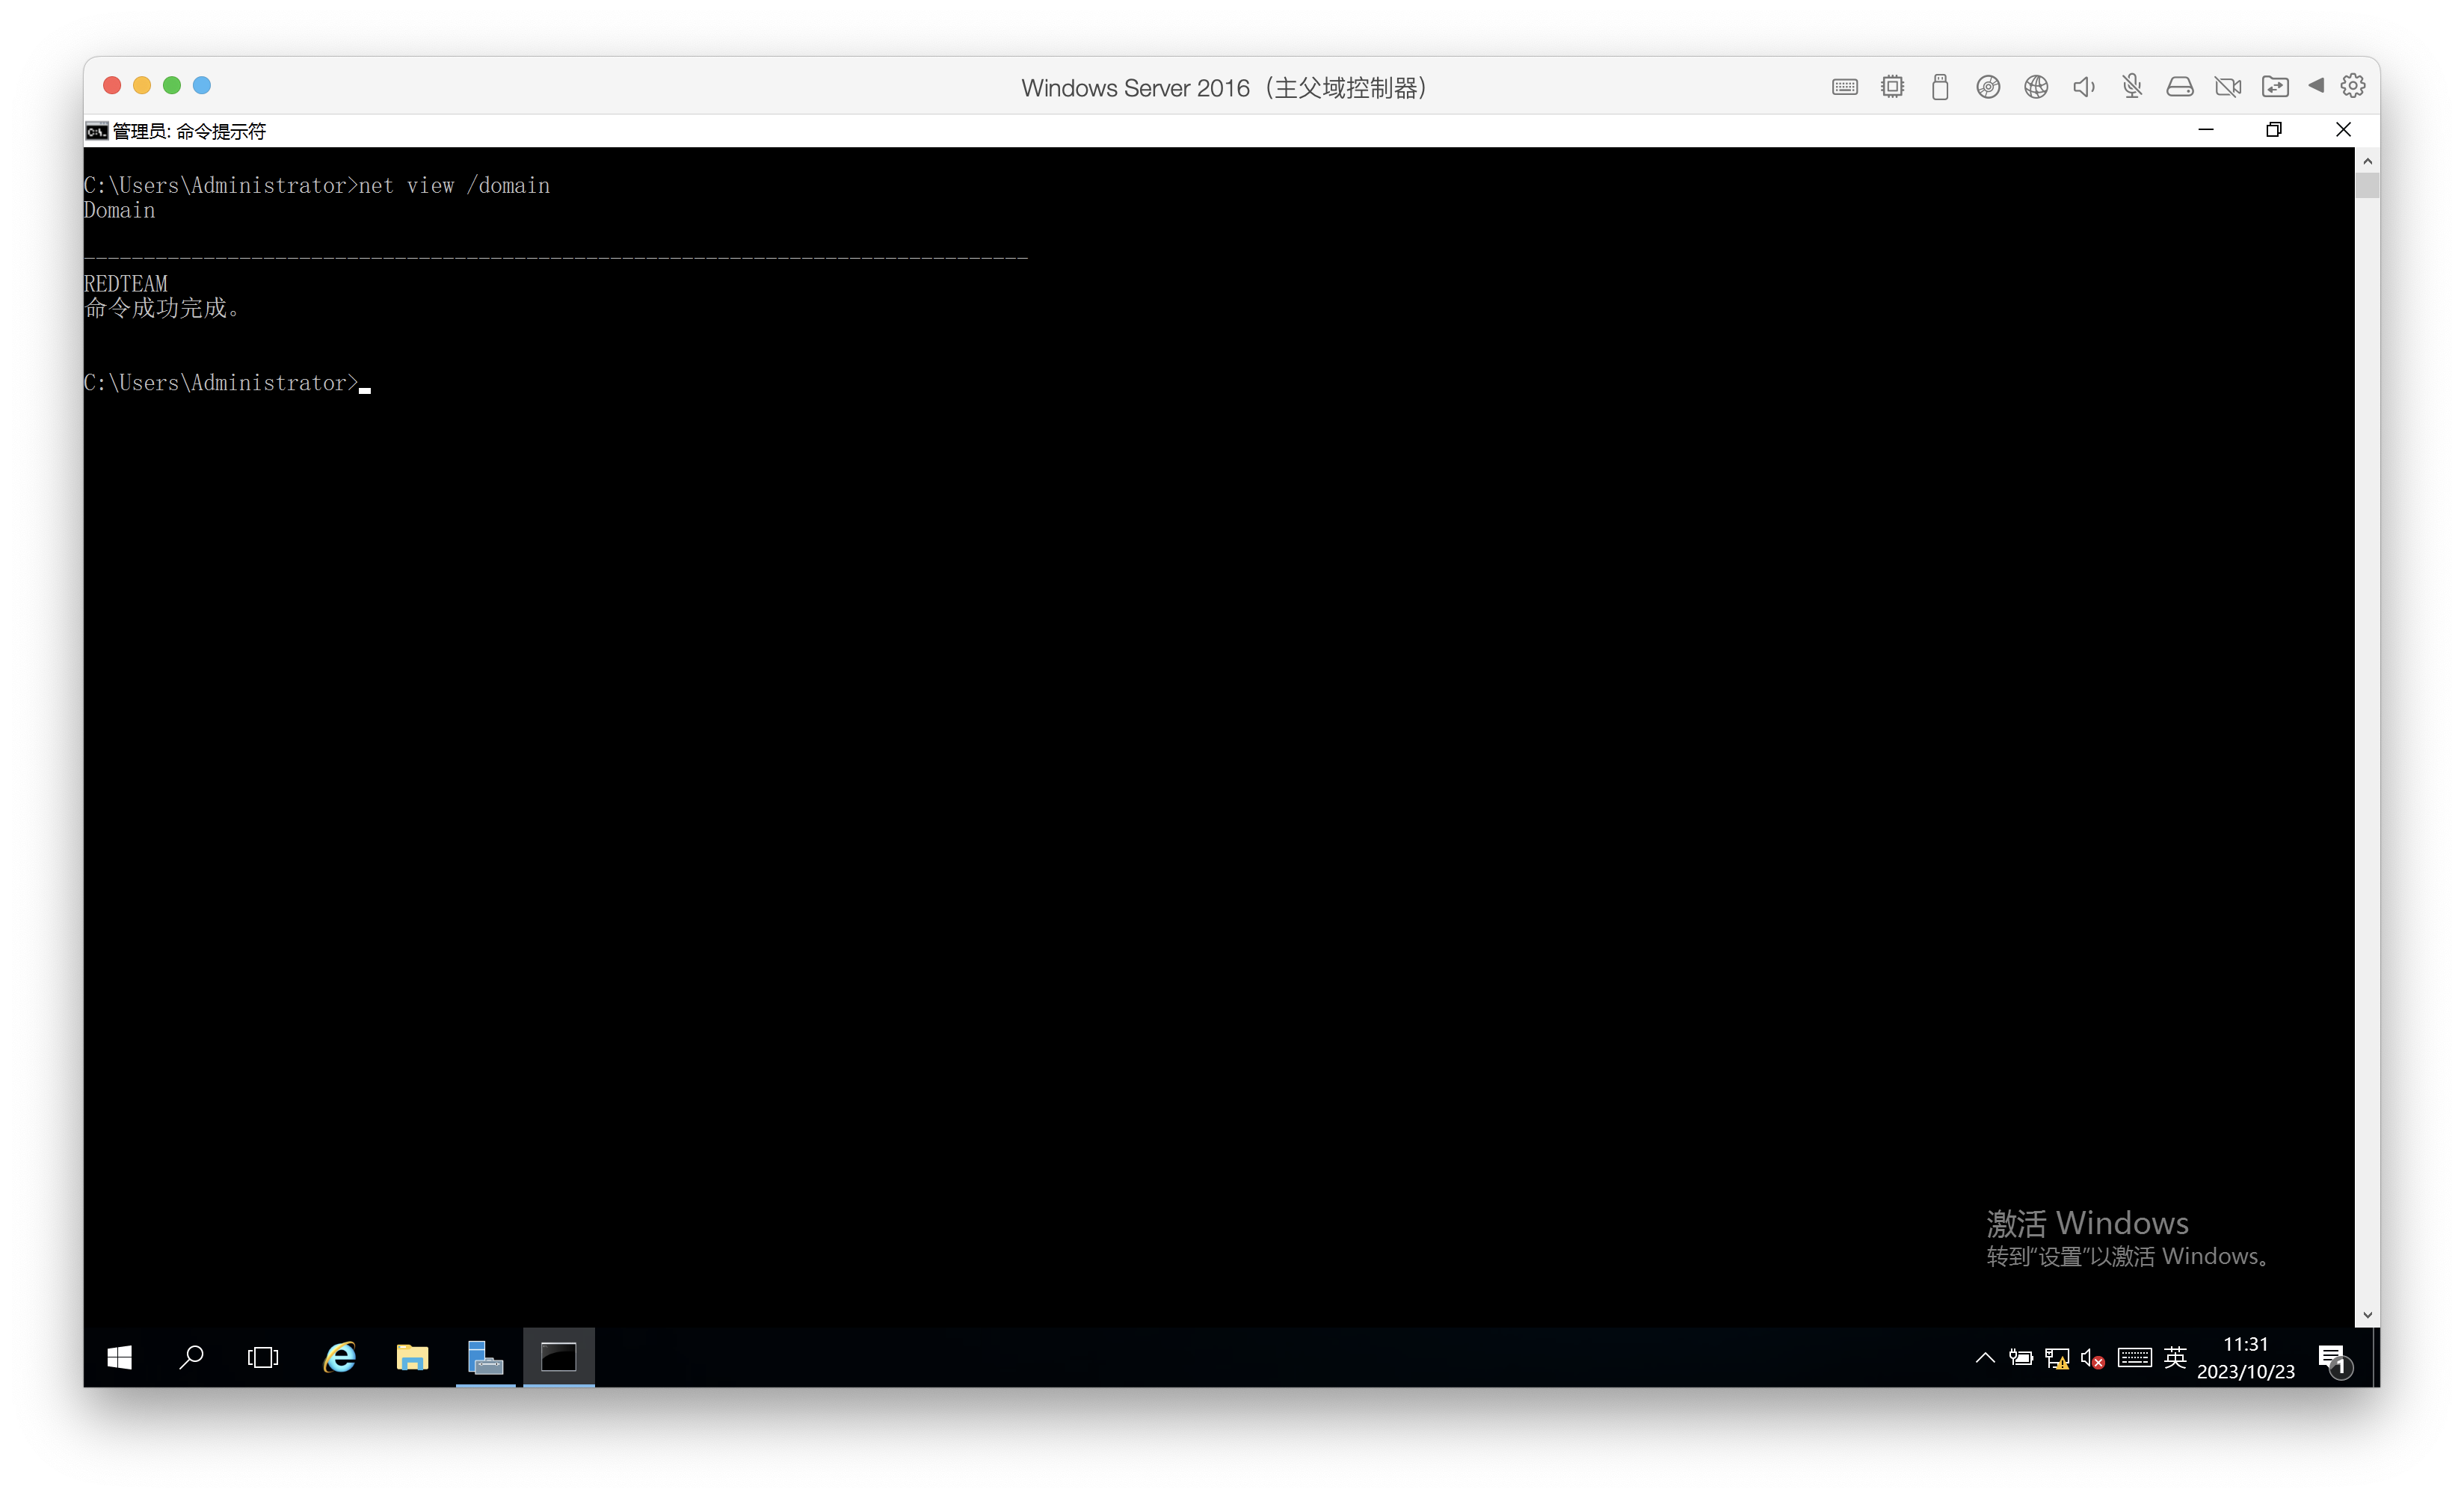 Windows Server 2016（主父域控制器）
管理员: 命令提示符
C:\Users\Administrator>net view /domain
Domain
-------------------------------------------------------------------------------
REDTEAM
命令成功完成。
C:\Users\Administrator>
激活 Windows
转到“设置”以激活 Windows。
英
11:31
2023/10/23
1